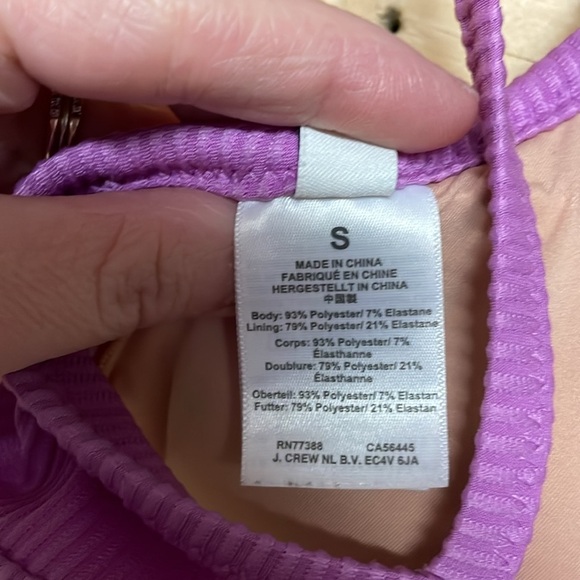 S
MADE IN CHINA
FABRIQUÉ EN CHINE
HERGESTELLT IN CHINA
中国製
Body: 93% Polyester/ 7% Elastane
Lining: 79% Polyester/ 21% Elastane
Corps: 93% Polyester/ 7%
Élasthanne
Doublure: 79% Polyester/ 21%
Élasthanne
Oberteil: 93% Polyester/ 7% Elastan
Futter: 79% Polyester/ 21% Elastan
RN77388 CA56445
J. CREW NL B.V. EC4V 6JA